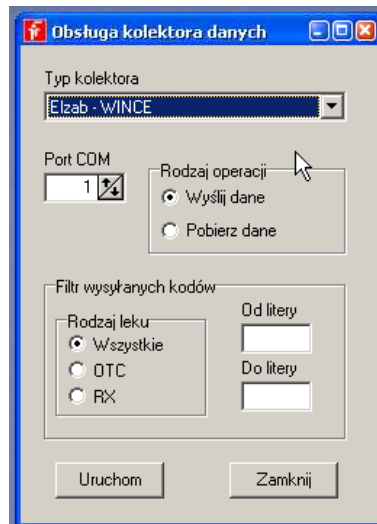 Obsługa kolektora danych
Typ kolektora
Elzab - WINCE
Port COM
1
Rodzaj operacji
Wyślij dane
Pobierz dane
Filtr wysyłanych kodów
Rodzaj leku
Wszystkie
OTC
RX
Od litery
Do litery
Uruchom
Zamknij